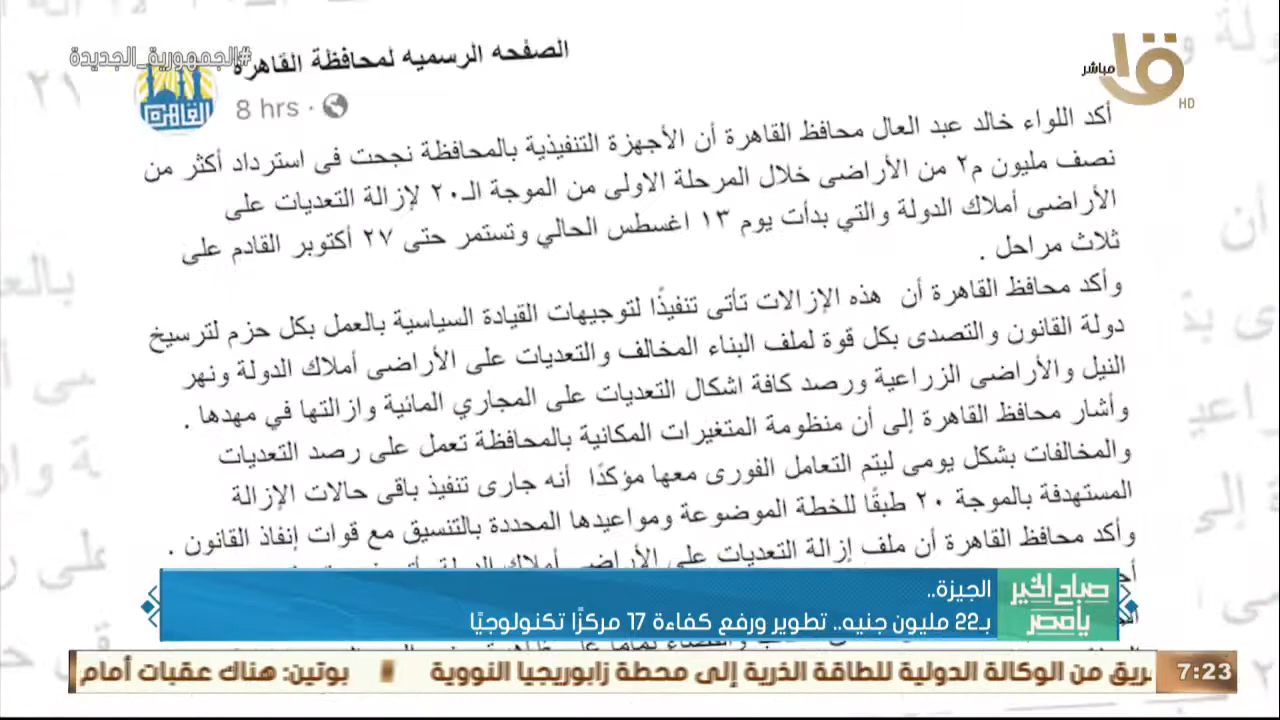 #الجمهورية_الجديدة
مباشر
HD
الصفحه الرسميه لمحافظة القاهرة
القاهرة
8 hrs ·
أكد اللواء خالد عبد العال محافظ القاهرة أن الأجهزة التنفيذية بالمحافظة نجحت فى استرداد أكثر من
نصف مليون م٢ من الأراضى خلال المرحلة الاولى من الموجة الـ٢٠ لإزالة التعديات على
الأراضى أملاك الدولة والتي بدأت يوم ١٣ اغسطس الحالي وتستمر حتى ٢٧ أكتوبر القادم على
ثلاث مراحل .
وأكد محافظ القاهرة أن هذه الإزالات تأتى تنفيذًا لتوجيهات القيادة السياسية بالعمل بكل حزم لترسيخ
دولة القانون والتصدى بكل قوة لملف البناء المخالف والتعديات على الأراضى أملاك الدولة ونهر
النيل والأراضى الزراعية ورصد كافة اشكال التعديات على المجاري المائية وازالتها في مهدها .
وأشار محافظ القاهرة إلى أن منظومة المتغيرات المكانية بالمحافظة تعمل على رصد التعديات
والمخالفات بشكل يومى ليتم التعامل الفورى معها مؤكدًا أنه جارى تنفيذ باقى حالات الإزالة
المستهدفة بالموجة ٢٠ طبقًا للخطة الموضوعة ومواعيدها المحددة بالتنسيق مع قوات إنفاذ القانون .
وأكد محافظ القاهرة أن ملف إزالة التعديات على الأراضى أملاك الدولة
صباح الخير يا مصر
الجيزة..
بـ22 مليون جنيه.. تطوير ورفع كفاءة 17 مركزًا تكنولوجيًا
7:23
فريق من الوكالة الدولية للطاقة الذرية إلى محطة زابوريجيا النووية
بوتين: هناك عقبات أمام